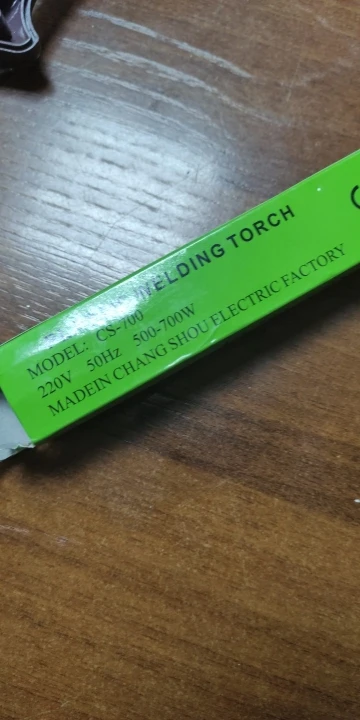 WELDING TORCH
MODEL: CS-700
220V 50Hz 500-700W
MADEIN CHANG SHOU ELECTRIC FACTORY